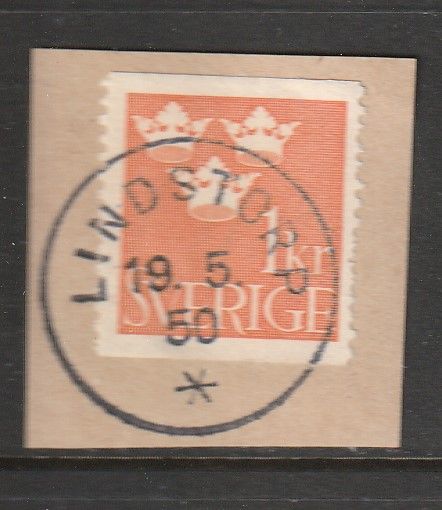 LINDSTORP
19. 5.
50
*
1 kr
SVERIGE